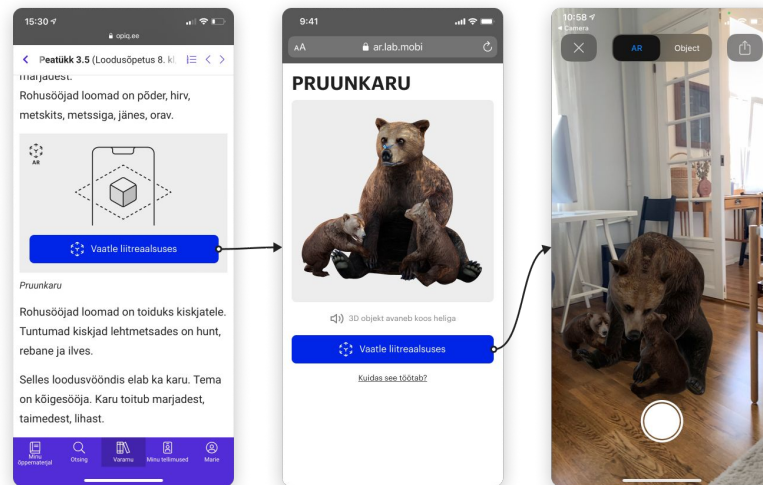 15:30
opiq.ee
Peatükk 3.5 (Loodusõpetus 8. kl
marjadest.
Rohusööjad loomad on põder, hirv,
metskits, metssiga, jänes, orav.
AR
Vaatle liitreaalsuses
Pruunkaru
Rohusööjad loomad on toiduks kiskjatele.
Tuntumad kiskjad lehtmetsades on hunt,
rebane ja ilves.
Selles loodusvööndis elab ka karu. Tema
on kõigesööja. Karu toitub marjadest,
taimedest, lihast.
Minu õppematerjal
Otsing
Varamu
Minu tellimused
Marie
9:41
AA ar.lab.mobi
PRUUNKARU
3D objekt avaneb koos heliga
Vaatle liitreaalsuses
Kuidas see töötab?
10:58
Camera
AR Object